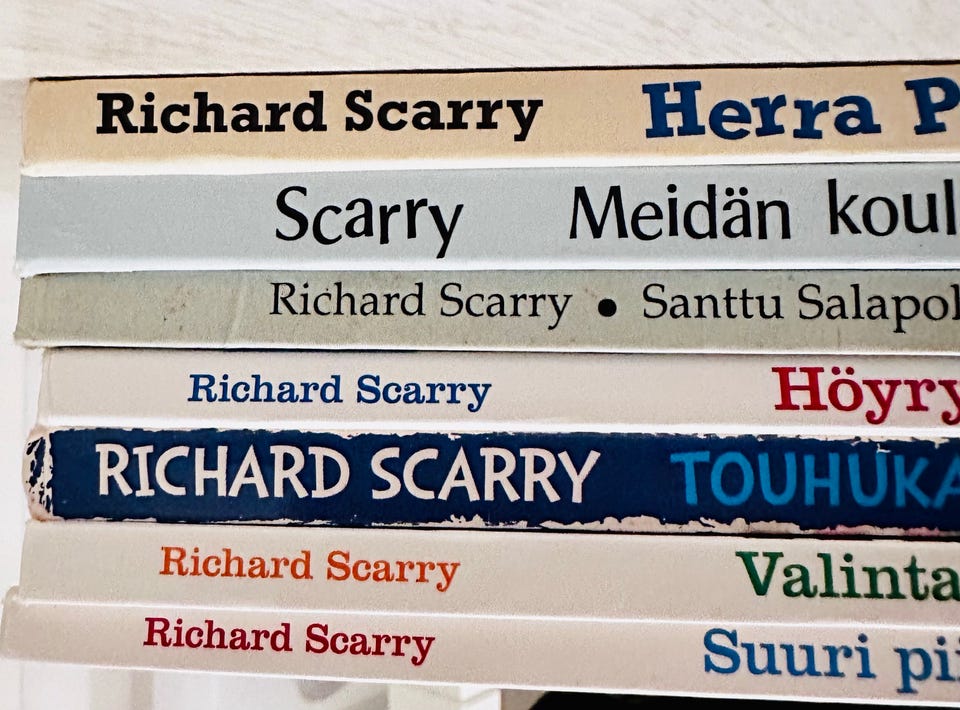 Richard Scarry Herra P
Scarry Meidän koul
Richard Scarry • Santtu Salapol
Richard Scarry Höyry
RICHARD SCARRY TOUHUKA
Richard Scarry Valinta
Richard Scarry Suuri pii